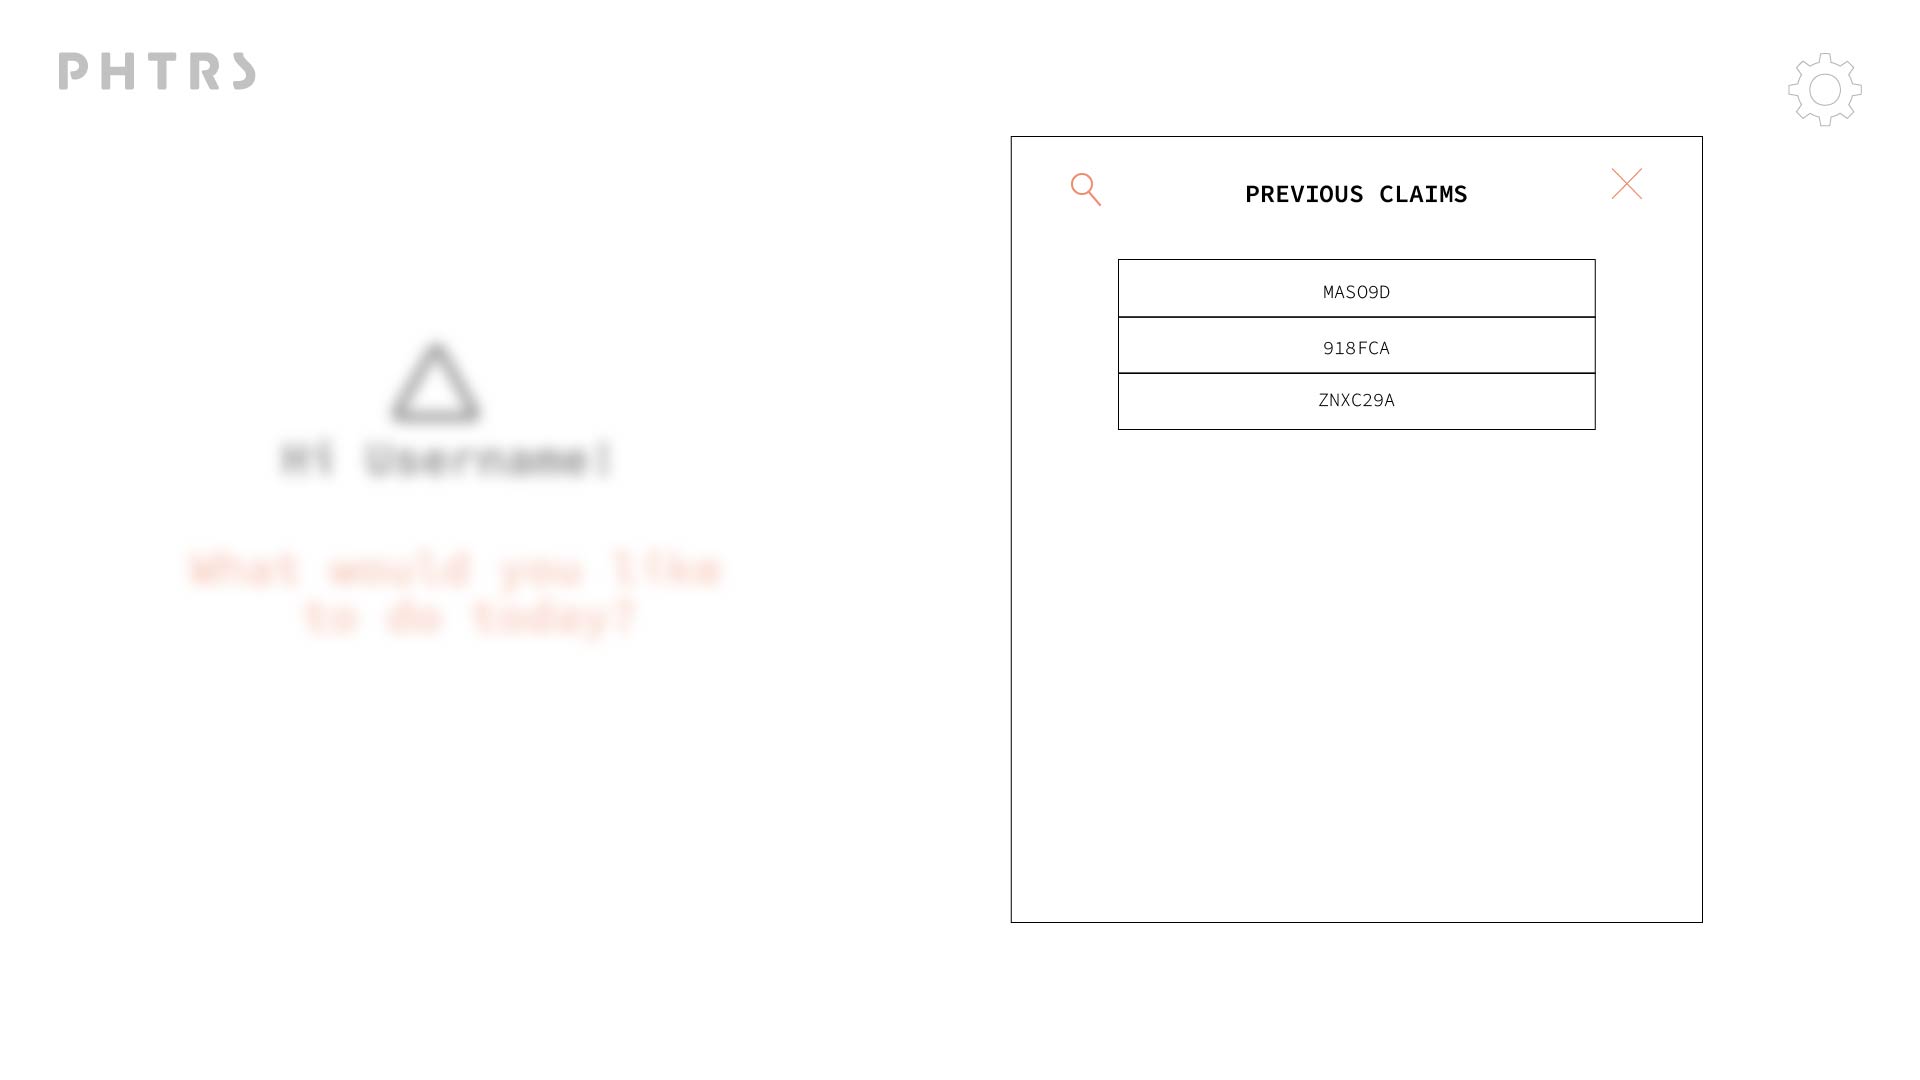 PHTRS
PREVIOUS CLAIMS
MASO9D
918FCA
ZNXC29A
Hi Username!
What would you like
to do today?